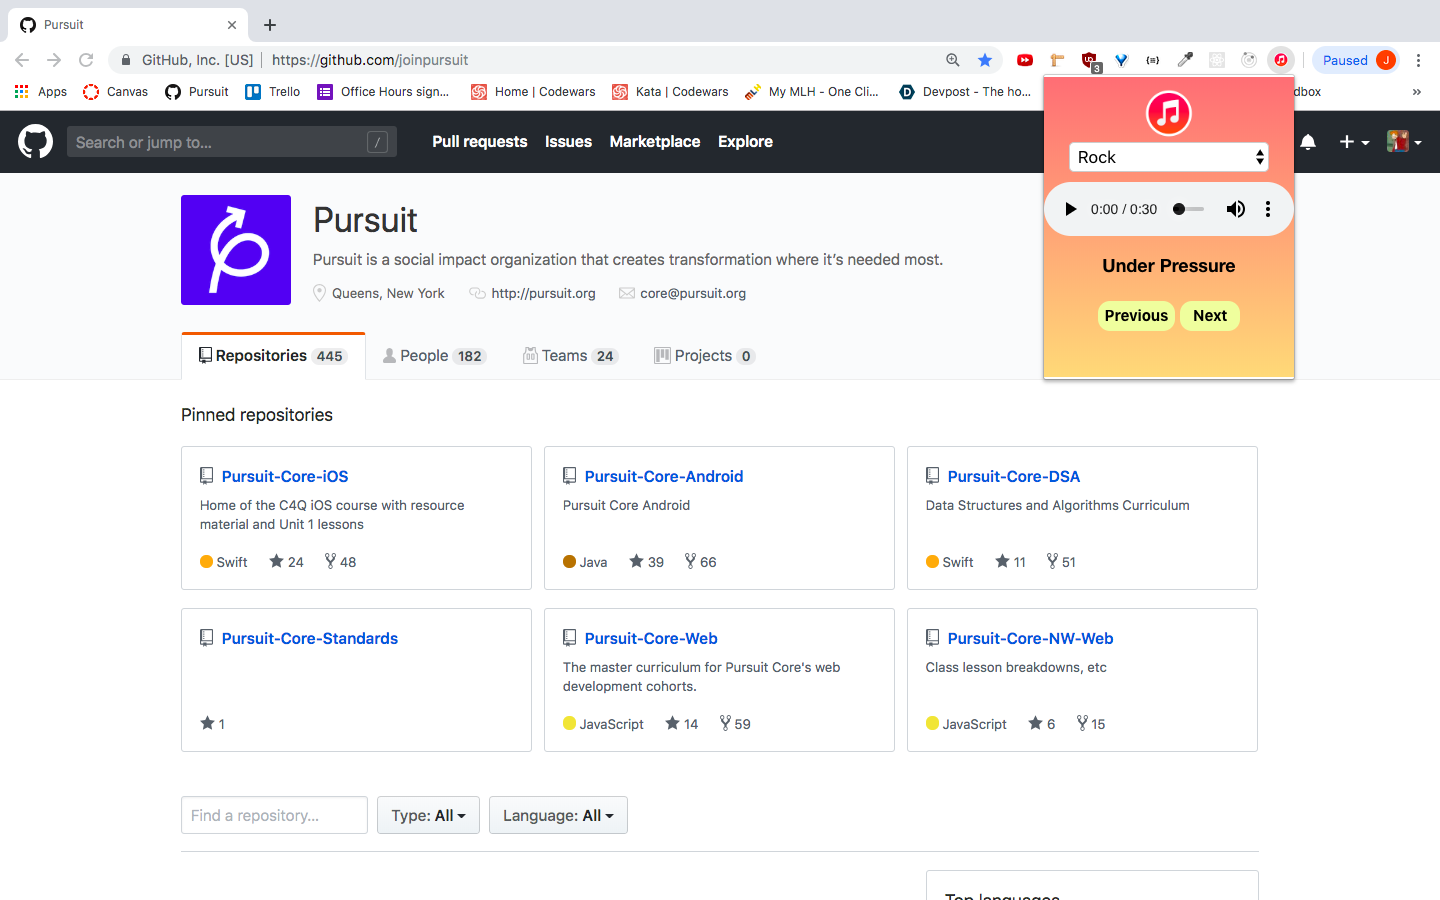 Pursuit
GitHub, Inc. [US] https://github.com/joinpursuit
3
Paused J
Apps Canvas Pursuit Trello Office Hours sign... Home | Codewars Kata | Codewars My MLH - One Cli... Devpost - The ho... dbox »
Search or jump to... /
Pull requests Issues Marketplace Explore
Rock
0:00 / 0:30
Under Pressure
Previous Next
Pursuit
Pursuit is a social impact organization that creates transformation where it's needed most.
Queens, New York http://pursuit.org core@pursuit.org
Repositories 445 People 182 Teams 24 Projects 0
Pinned repositories
Pursuit-Core-iOS
Home of the C4Q iOS course with resource
material and Unit 1 lessons
Swift 24 48
Pursuit-Core-Android
Pursuit Core Android
Java 39 66
Pursuit-Core-DSA
Data Structures and Algorithms Curriculum
Swift 11 51
Pursuit-Core-Standards
1
Pursuit-Core-Web
The master curriculum for Pursuit Core's web
development cohorts.
JavaScript 14 59
Pursuit-Core-NW-Web
Class lesson breakdowns, etc
JavaScript 6 15
Find a repository... Type: All Language: All
Top languages